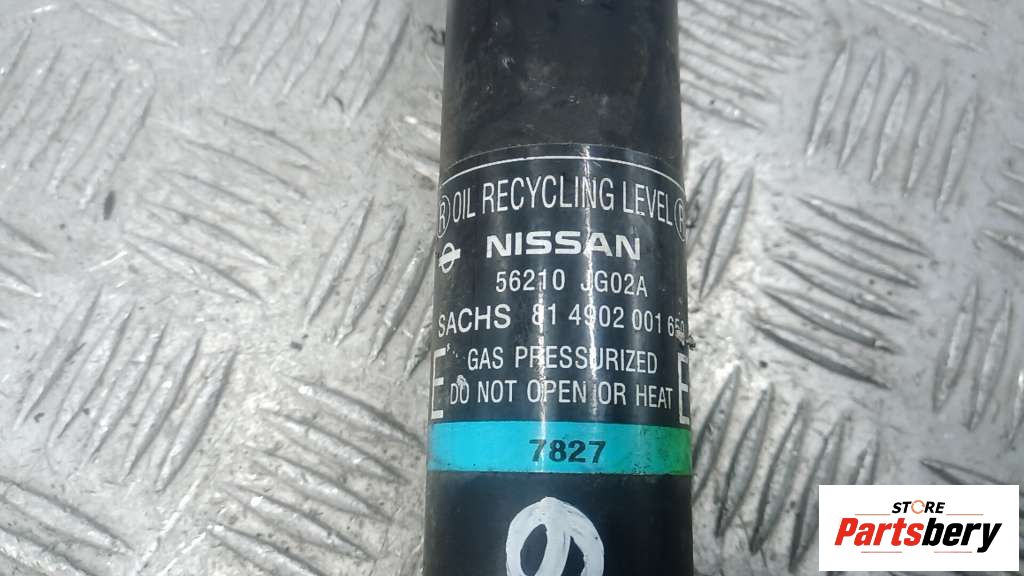 R OIL RECYCLING LEVEL R
NISSAN
56210 JG02A
SACHS 81 4902 001 659
GAS PRESSURIZED
E DO NOT OPEN OR HEAT E
7827
STORE
Partsbery